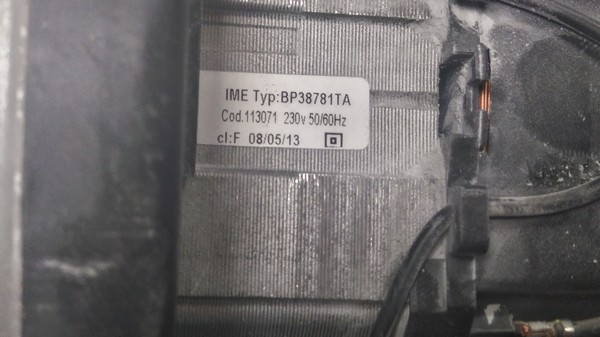 IME Typ:BP38781TA
Cod.113071 230v 50/60Hz
cl:F 08/05/13